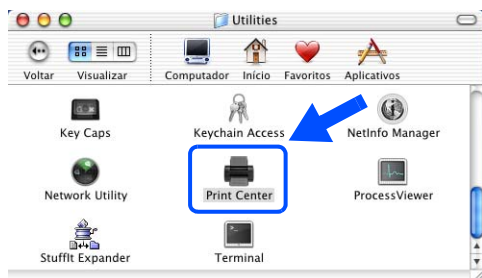 Utilities
Voltar Visualizar Computador Início Favoritos Aplicativos
Key Caps Keychain Access NetInfo Manager
Network Utility Print Center ProcessViewer
StuffIt Expander Terminal